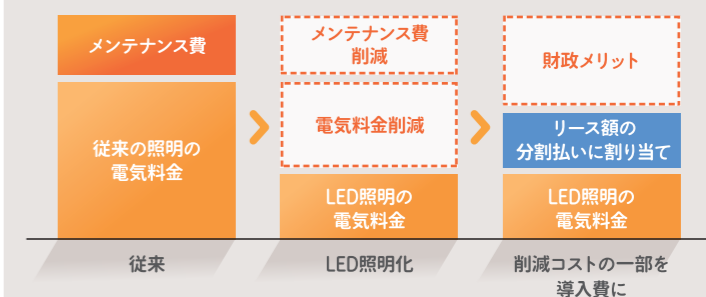 メンテナンス費
従来の照明の
電気料金
従来
メンテナンス費
削減
電気料金削減
LED照明の
電気料金
LED照明化
財政メリット
リース額の
分割払いに割り当て
LED照明の
電気料金
削減コストの一部を
導入費に